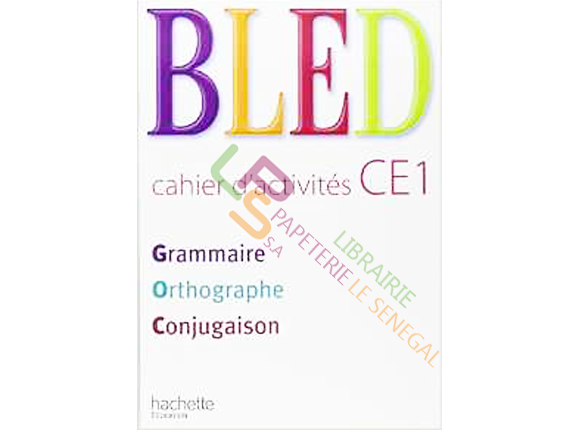 BLED
cahier d'activités CE1
LPS SA
LIBRAIRIE
PAPETERIE LE SENEGAL
Grammaire
Orthographe
Conjugaison
hachette
ÉDUCATION